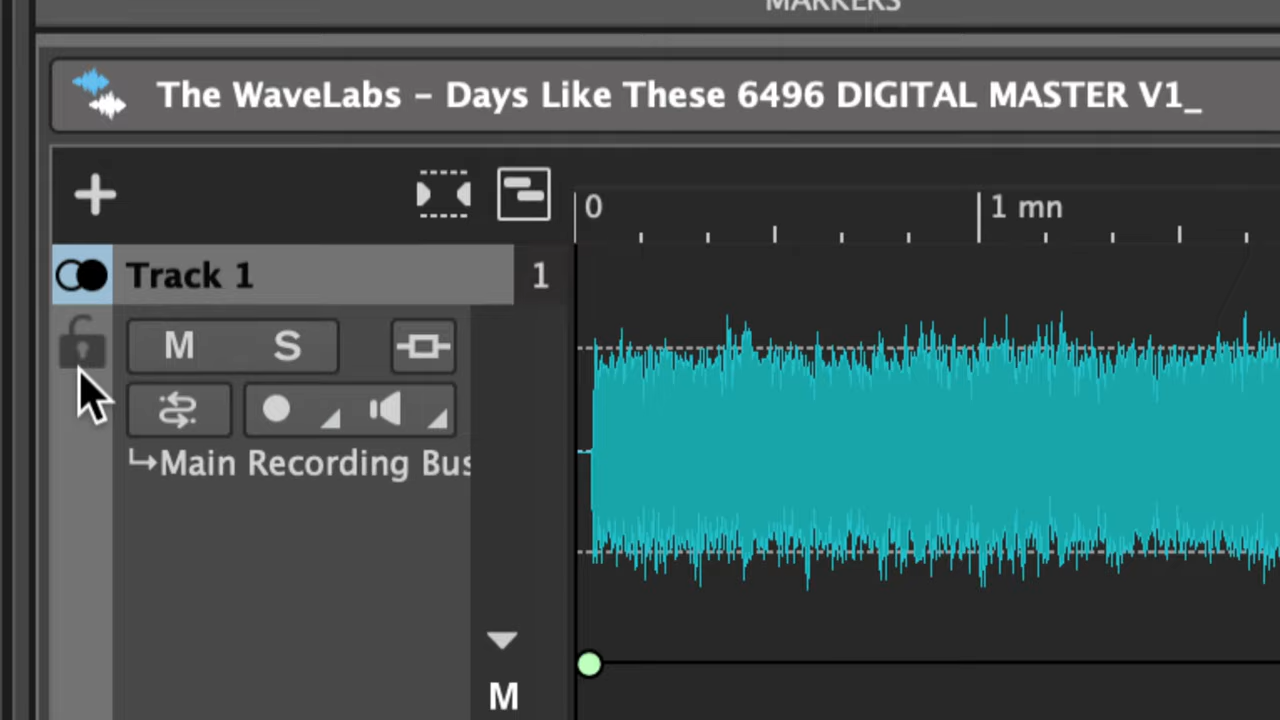 MARKERS
The WaveLabs - Days Like These 6496 DIGITAL MASTER V1_
0
1 mn
Track 1
1
M S
↳Main Recording Bus
M